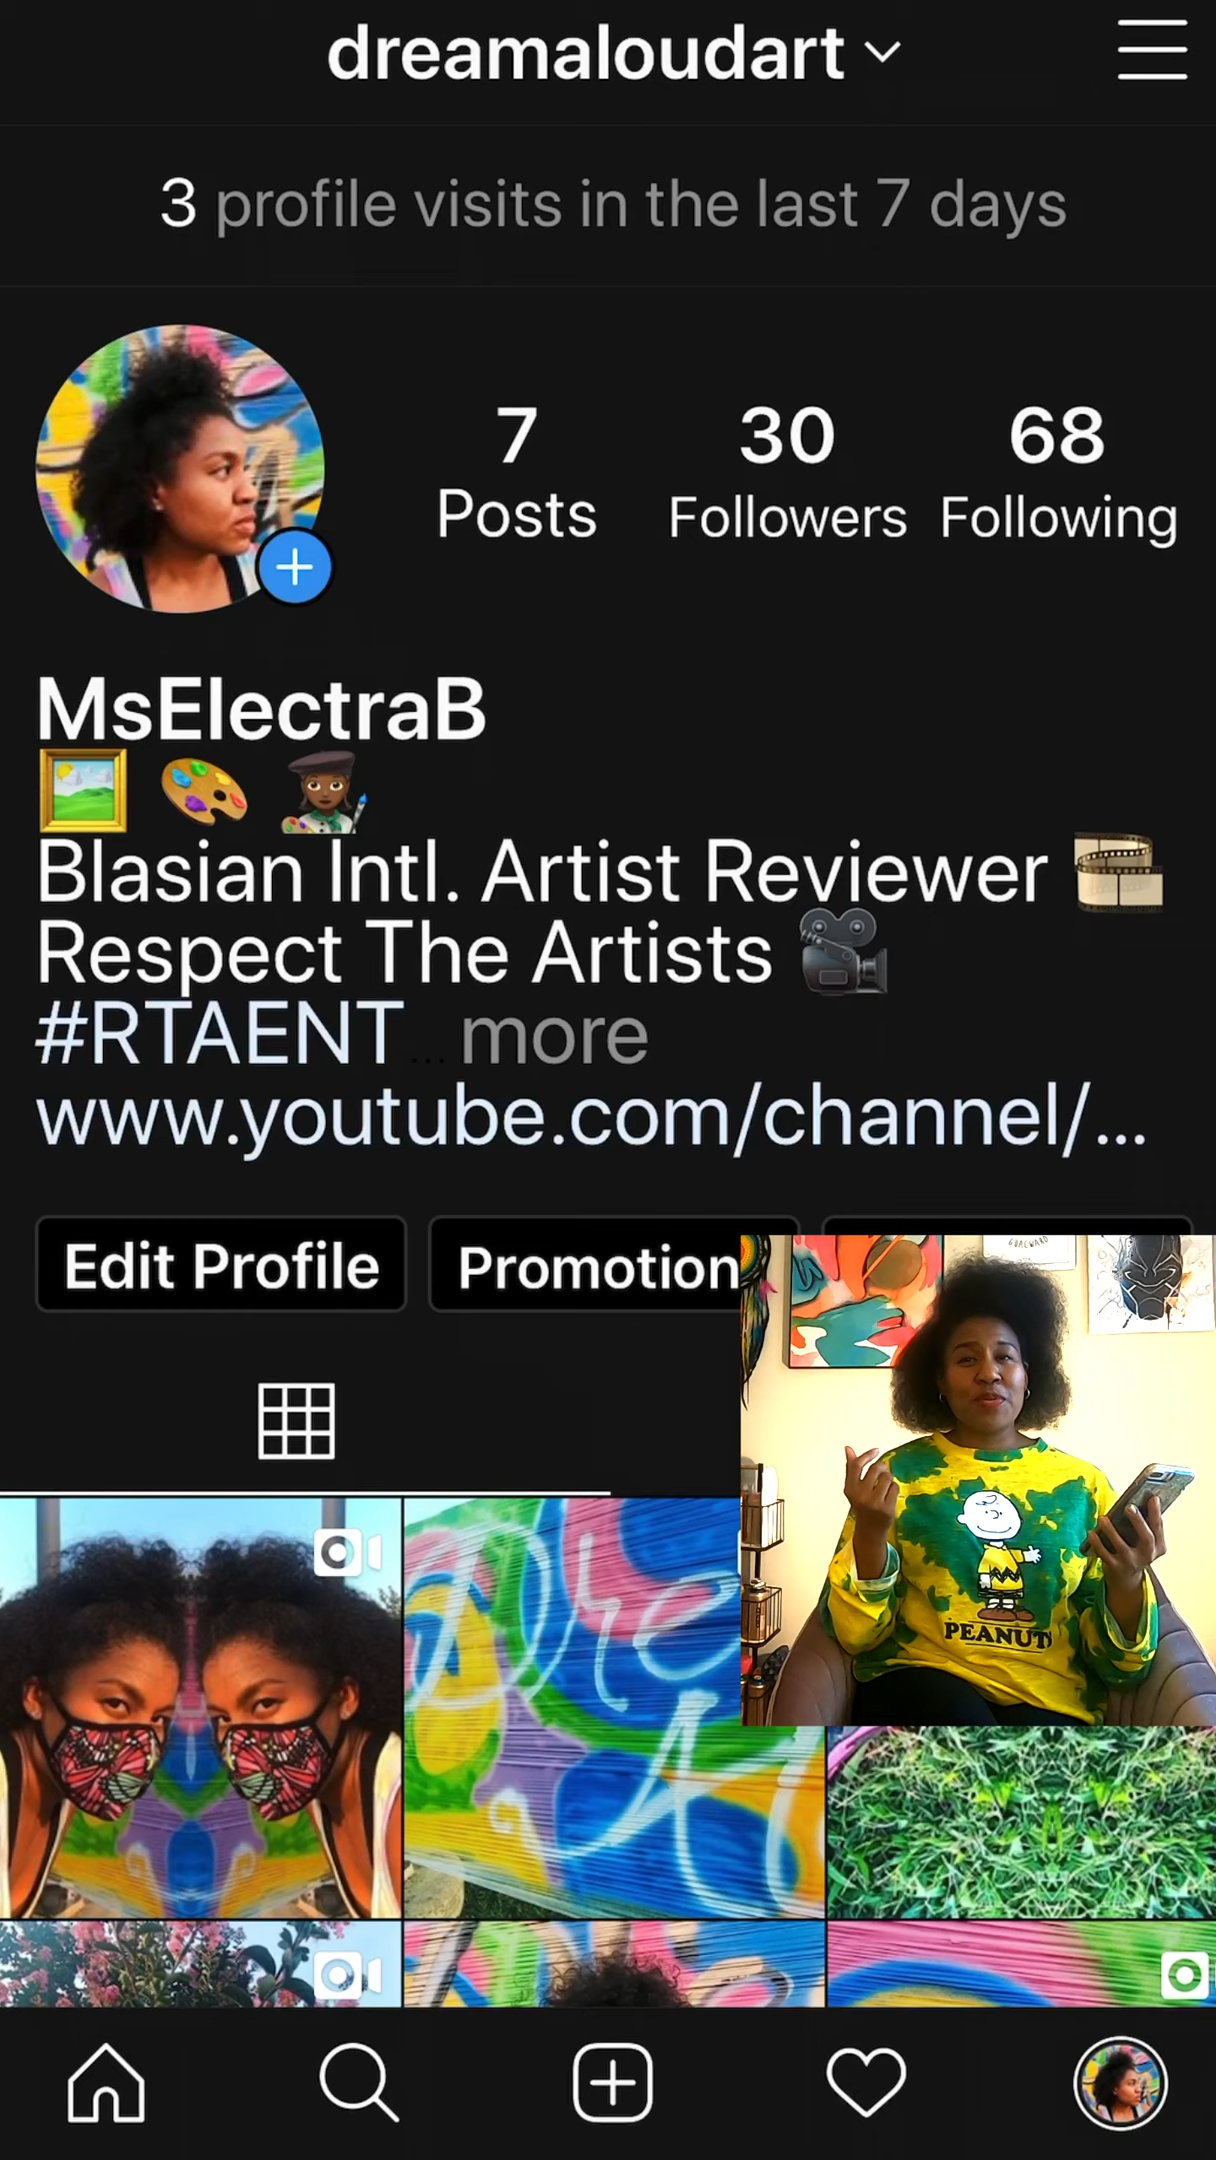 dreamaloudart
3 profile visits in the last 7 days
7
Posts
30
Followers
68
Following
MsElectraB
Blasian Intl. Artist Reviewer
Respect The Artists
#RTAENT ... more
www.youtube.com/channel/...
Edit Profile
Promotion
PEANUT